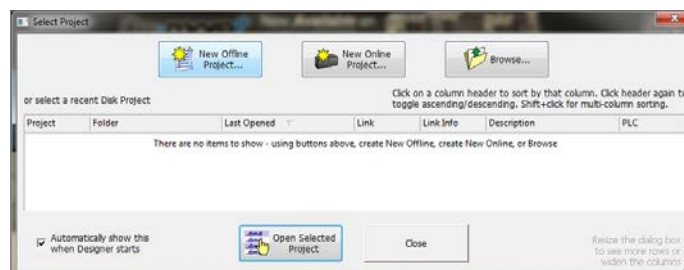 Select Project
New Offline
Project...
New Online
Project...
Browse...
or select a recent Disk Project
Click on a column header to sort by that column. Click header again to
toggle ascending/descending. Shift+click for multi-column sorting.
Project Folder Last Opened Link Link Info Description PLC
There are no items to show - using buttons above, create New Offline, create New Online, or Browse
Automatically show this
when Designer starts
Open Selected
Project
Close
Resize the dialog box
to see more rows or
widen the columns